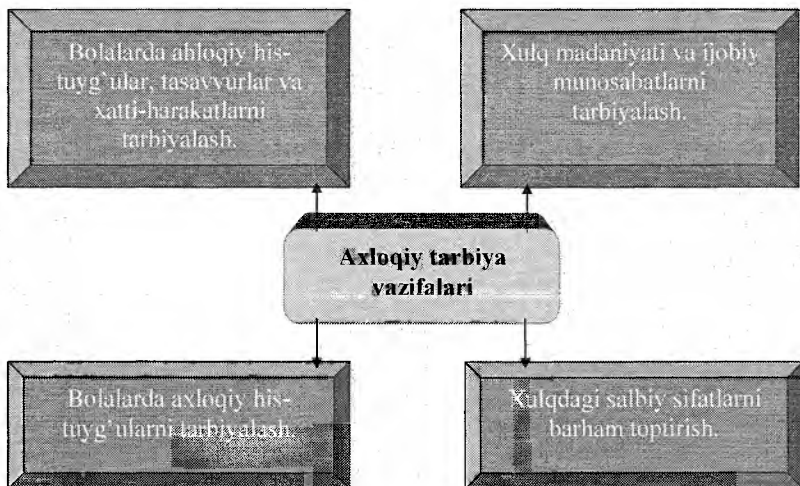 Bolalarda ahloqiy his-
tuyg`ular, tasavvurlar va
xatti-harakatlarni
tarbiyalash.
Xulq madaniyati va ijobiy
munosabatlarni
tarbiyalash.
Axloqiy tarbiya
vazifalari
Bolalarda axloqiy his-
tuyg`ularni tarbiyalash.
Xulqdagi salbiy sifatlarni
barham toptirish.